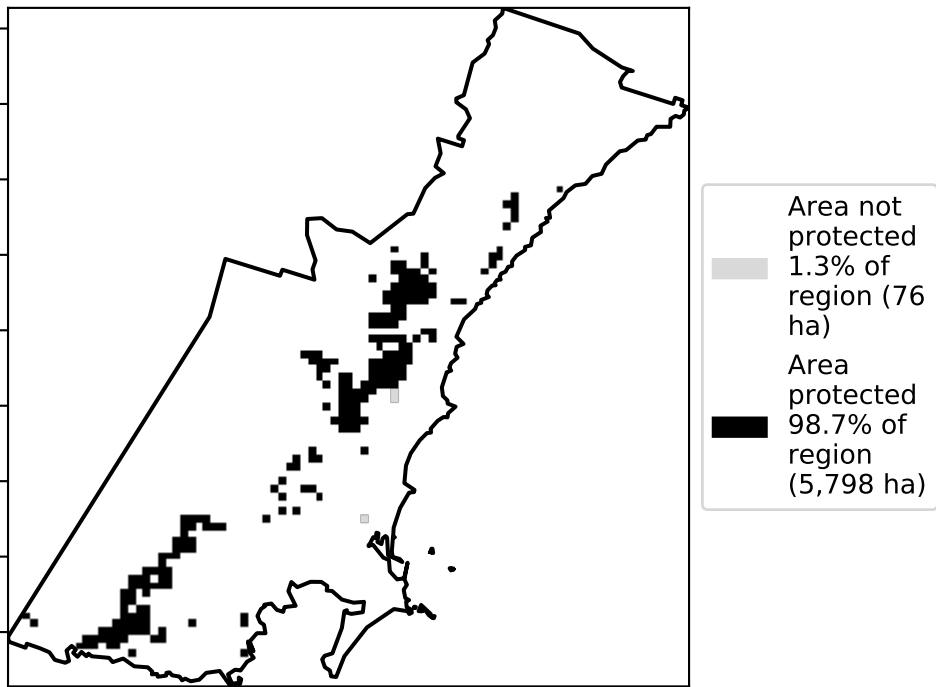 Area not
protected
1.3% of
region (76
ha)
Area
protected
98.7% of
region
(5,798 ha)